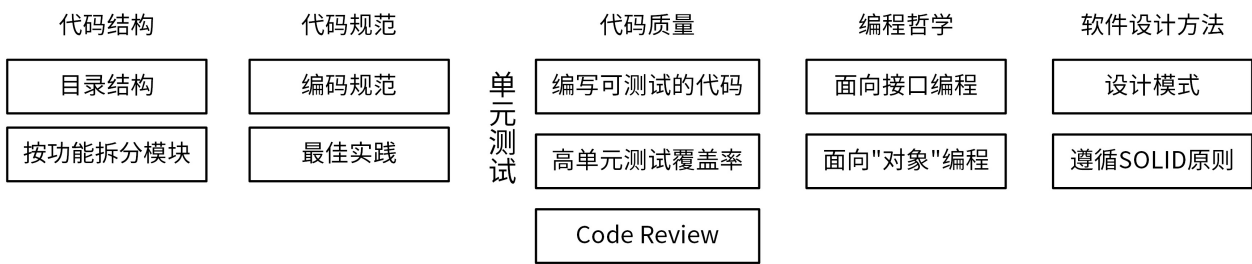 代码结构
代码规范
代码质量
编程哲学
软件设计方法
目录结构
按功能拆分模块
编码规范
最佳实践
单元测试
编写可测试的代码
高单元测试覆盖率
Code Review
面向接口编程
面向"对象"编程
设计模式
遵循SOLID原则